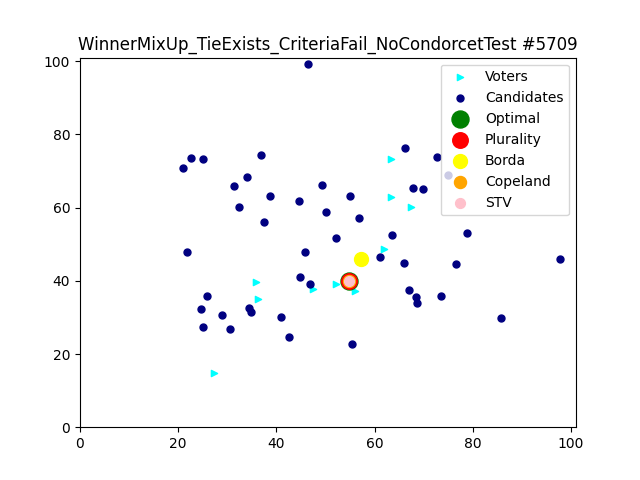 WinnerMixUp_TieExists_CriteriaFail_NoCondorcetTest #5709
100
80
60
40
20
0
0 20 40 60 80 100
Voters
Candidates
Optimal
Plurality
Borda
Copeland
STV